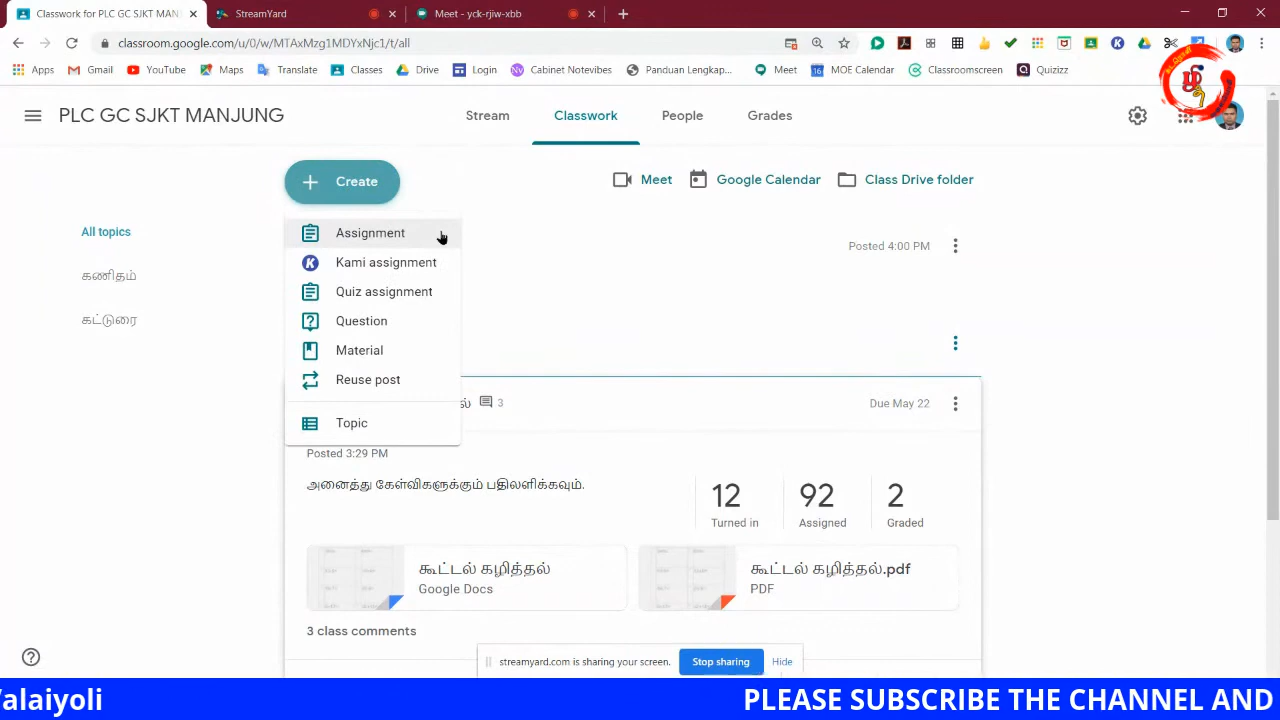 Classwork for PLC GC SJKT MAN
StreamYard
Meet - yck-rjiw-xbb
classroom.google.com/u/0/w/MTAxMzg1MDYxNjc1/t/all
Apps
Gmail
YouTube
Maps
Translate
Classes
Drive
Login
Cabinet Notevibes
Panduan Lengkap...
Meet
MOE Calendar
Classroomscreen
Quizizz
PLC GC SJKT MANJUNG
Stream
Classwork
People
Grades
Create
Meet
Google Calendar
Class Drive folder
Assignment
Kami assignment
Quiz assignment
Question
Material
Reuse post
Topic
All topics
கணிதம்
கட்டுரை
Posted 4:00 PM
3
Due May 22
Posted 3:29 PM
அனைத்து கேள்விகளுக்கும் பதிலளிக்கவும்.
12
Turned in
92
Assigned
2
Graded
கூட்டல் கழித்தல்
Google Docs
கூட்டல் கழித்தல்.pdf
PDF
3 class comments
streamyard.com is sharing your screen.
Stop sharing
Hide
alaiyoli
PLEASE SUBSCRIBE THE CHANNEL AND